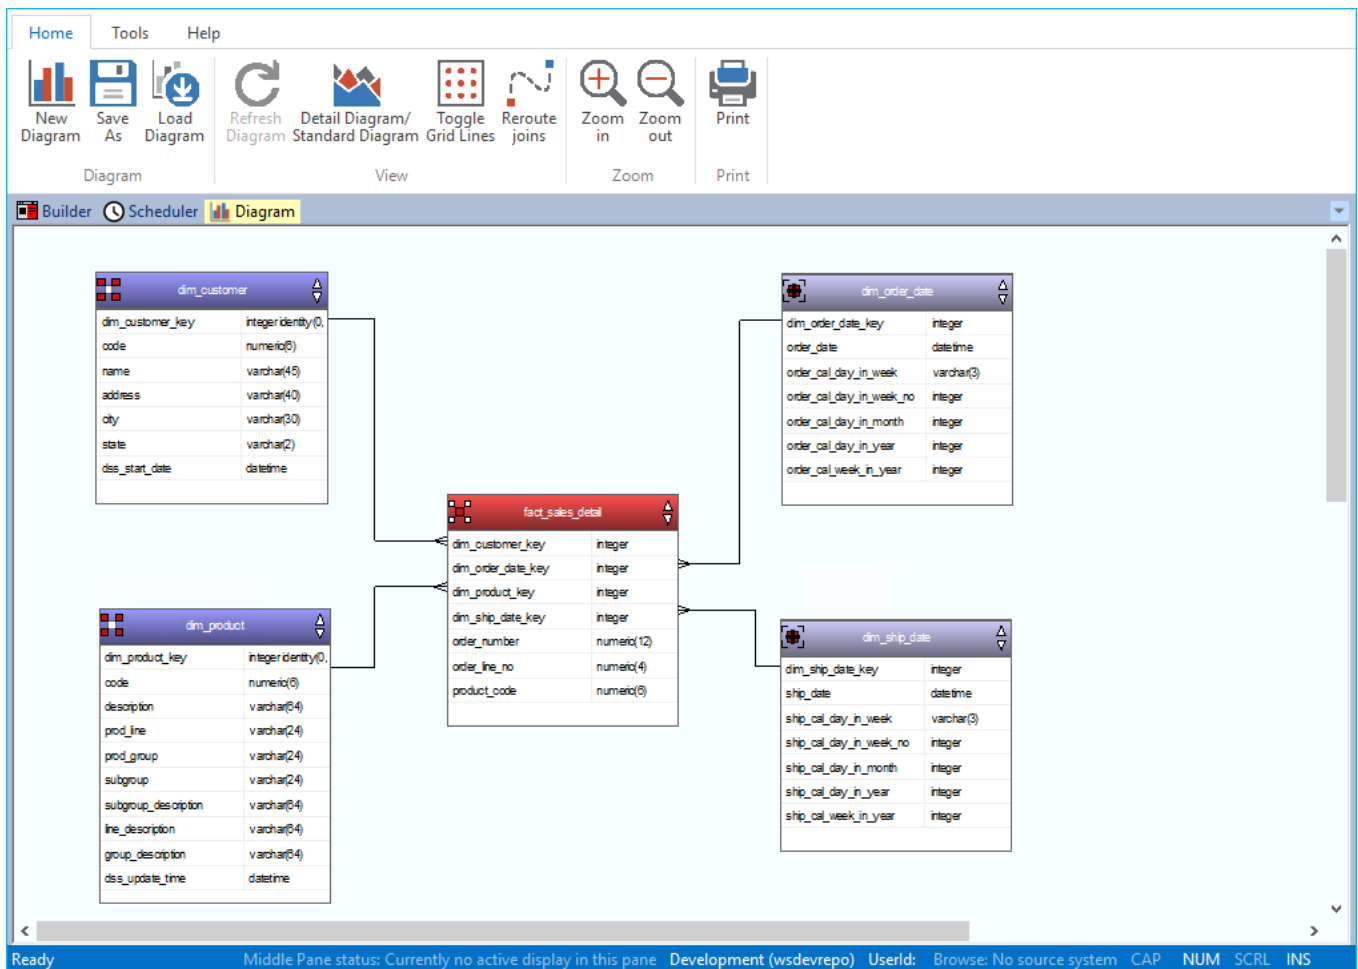 Home Tools Help
New Diagram Save As Load Diagram Refresh Diagram Detail Diagram/ Standard Diagram Toggle Grid Lines Reroute joins Zoom in Zoom out Print
Diagram View Zoom Print
Builder Scheduler Diagram
dim_customer
dim_customer_key integer identity(0,
code numeric(6)
name varchar(45)
address varchar(40)
city varchar(30)
state varchar(2)
dss_start_date datetime
dim_order_date
dim_order_date_key integer
order_date datetime
order_cal_day_in_week varchar(3)
order_cal_day_in_week_no integer
order_cal_day_in_month integer
order_cal_day_in_year integer
order_cal_week_in_year integer
fact_sales_detail
dim_customer_key integer
dim_order_date_key integer
dim_product_key integer
dim_ship_date_key integer
order_number numeric(12)
order_line_no numeric(4)
product_code numeric(6)
dim_product
dim_product_key integer identity(0,
code numeric(6)
description varchar(64)
prod_line varchar(24)
prod_group varchar(24)
subgroup varchar(24)
subgroup_description varchar(64)
line_description varchar(64)
group_description varchar(64)
dss_update_time datetime
dim_ship_date
dim_ship_date_key integer
ship_date datetime
ship_cal_day_in_week varchar(3)
ship_cal_day_in_week_no integer
ship_cal_day_in_month integer
ship_cal_day_in_year integer
ship_cal_week_in_year integer
Ready Middle Pane status: Currently no active display in this pane Development (wsdevrepo) UserId: Browse: No source system CAP NUM SCRL INS